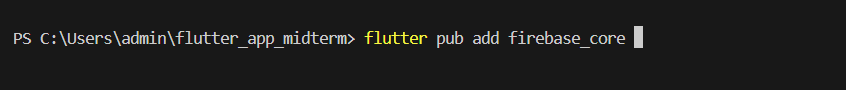 PS C:\Users\admin\flutter_app_midterm> flutter pub add firebase_core